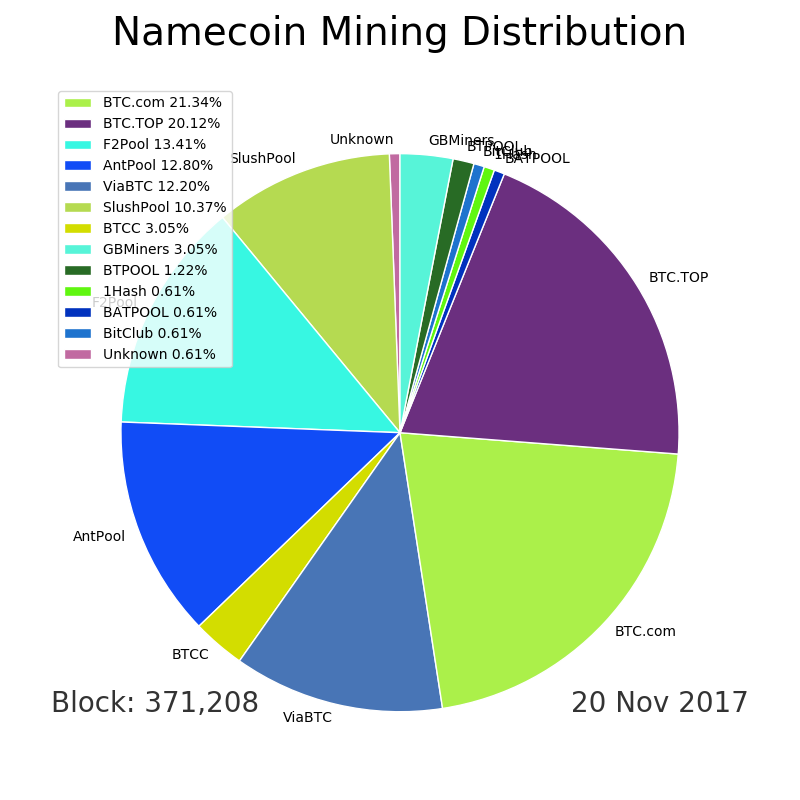 Namecoin Mining Distribution
BTC.com 21.34%
BTC.TOP 20.12%
F2Pool 13.41%
AntPool 12.80%
ViaBTC 12.20%
SlushPool 10.37%
BTCC 3.05%
GBMiners 3.05%
BTPOOL 1.22%
1Hash 0.61%
BATPOOL 0.61%
BitClub 0.61%
Unknown 0.61%
Unknown
GBMiners
BTPOOL
BitClub
1Hash
BATPOOL
SlushPool
BTC.TOP
F2Pool
AntPool
BTC.com
BTCC
ViaBTC
Block: 371,208
20 Nov 2017